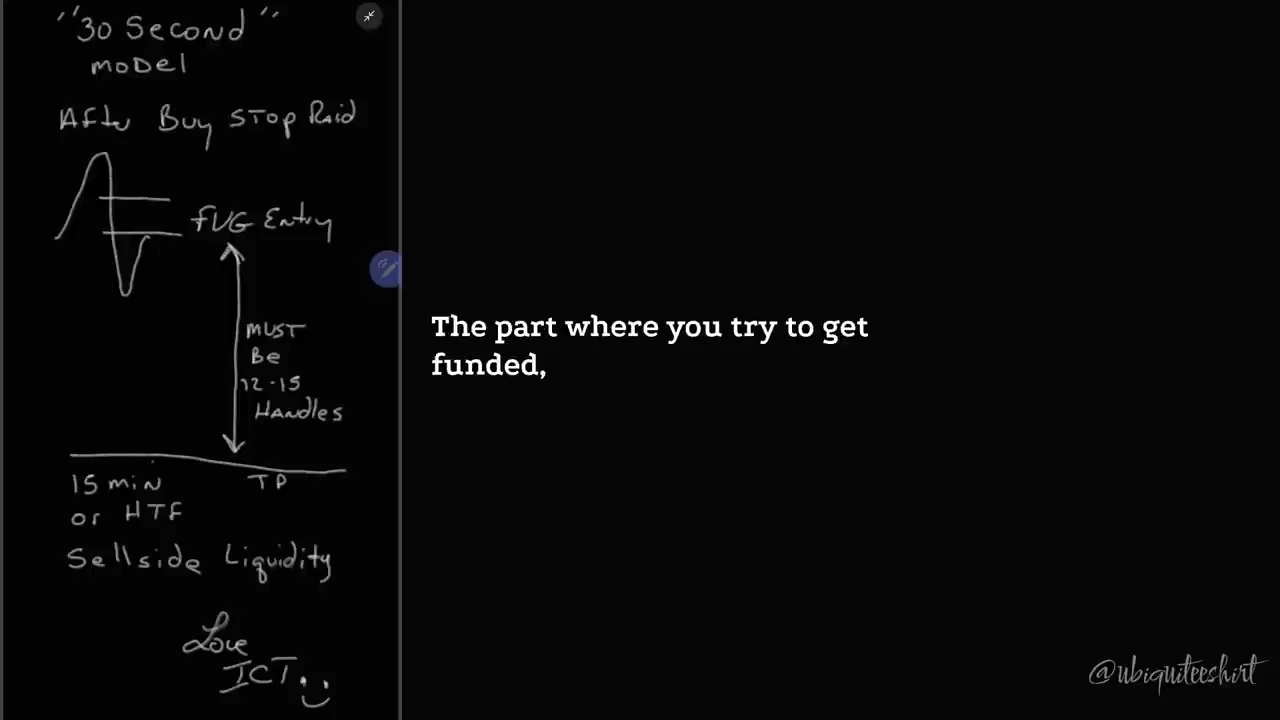 "30 Second"
model
After Buy Stop Raid
FVG Entry
MUST
Be
12-15
HANDLES
15 min
TP
or HTF
Sellside Liquidity
Love
ICT
The part where you try to get
funded,
@ubiquiteeshirt